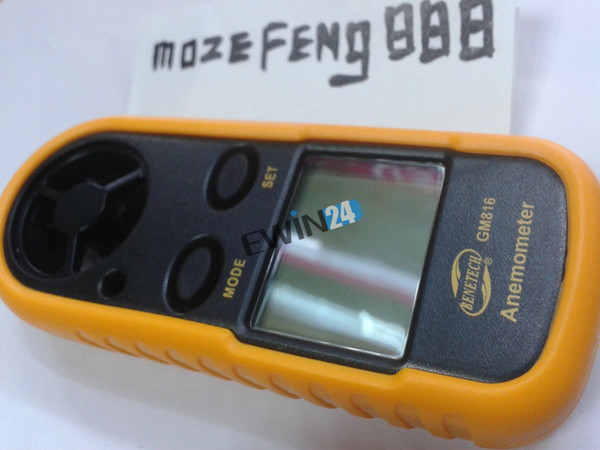 mozeFeng888
SET
MODE
EWiN24
BENETECH®
GM816
Anemometer